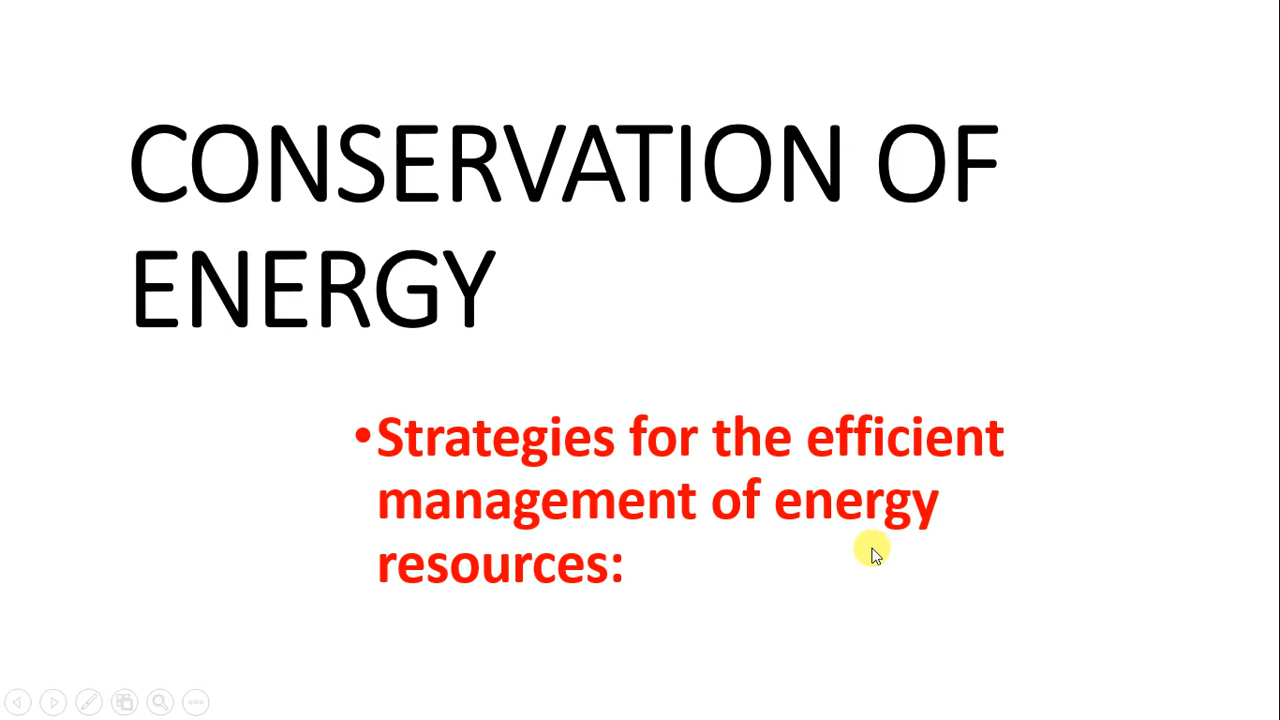 CONSERVATION OF
ENERGY
•Strategies for the efficient
management of energy
resources: